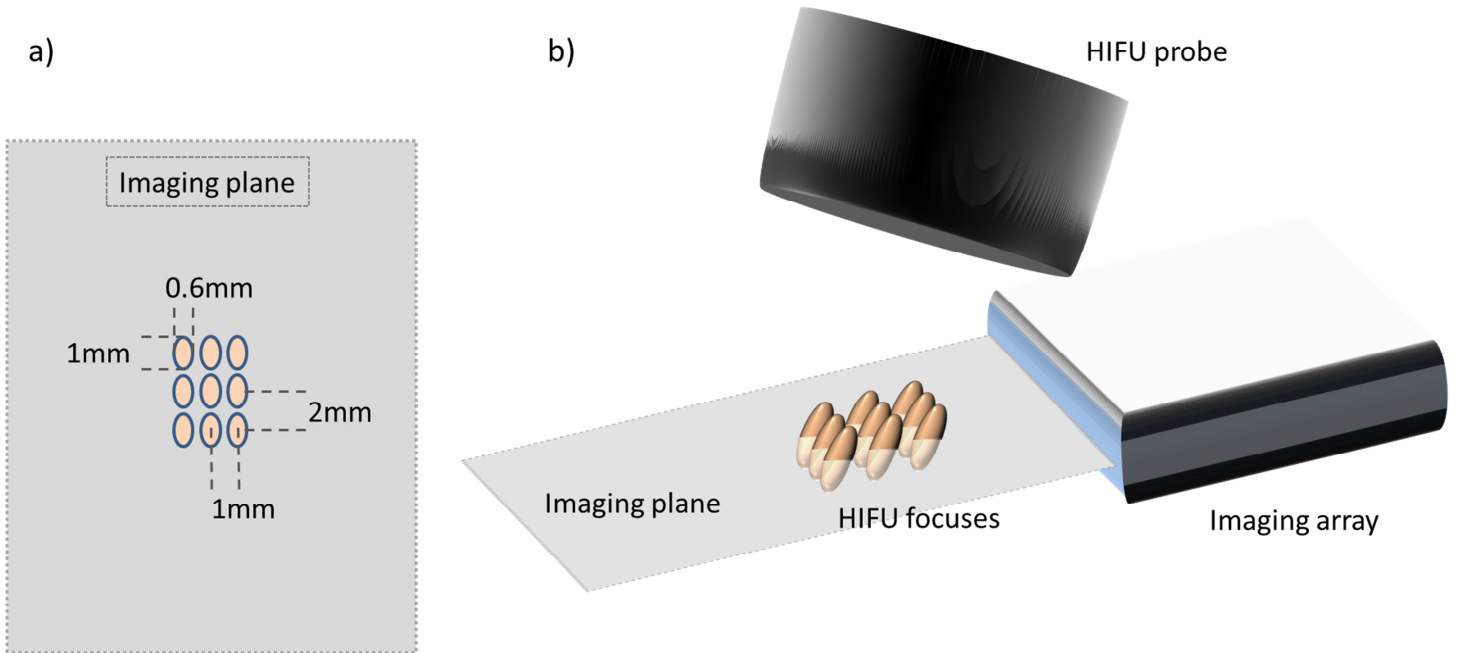 a)
Imaging plane
0.6mm
1mm
2mm
1mm
b)
HIFU probe
Imaging plane
HIFU focuses
Imaging array